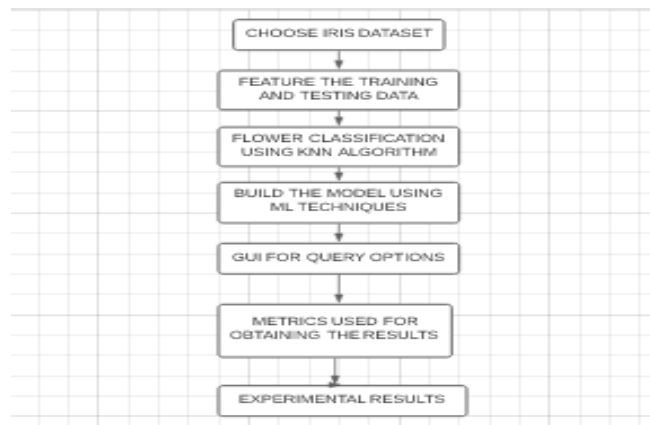 CHOOSE IRIS DATASET
FEATURE THE TRAINING
AND TESTING DATA
FLOWER CLASSIFICATION
USING KNN ALGORITHM
BUILD THE MODEL USING
ML TECHNIQUES
GUI FOR QUERY OPTIONS
METRICS USED FOR
OBTAINING THE RESULTS
EXPERIMENTAL RESULTS